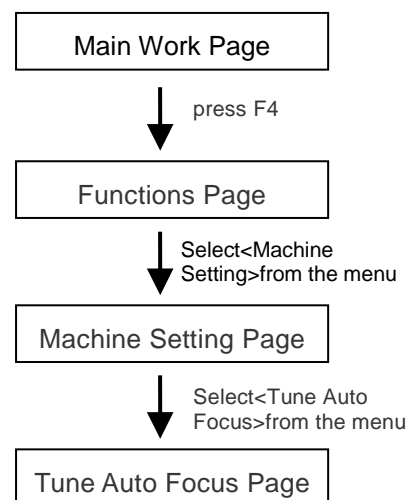 Main Work Page
press F4
Functions Page
Select<Machine
Setting>from the menu
Machine Setting Page
Select<Tune Auto
Focus>from the menu
Tune Auto Focus Page